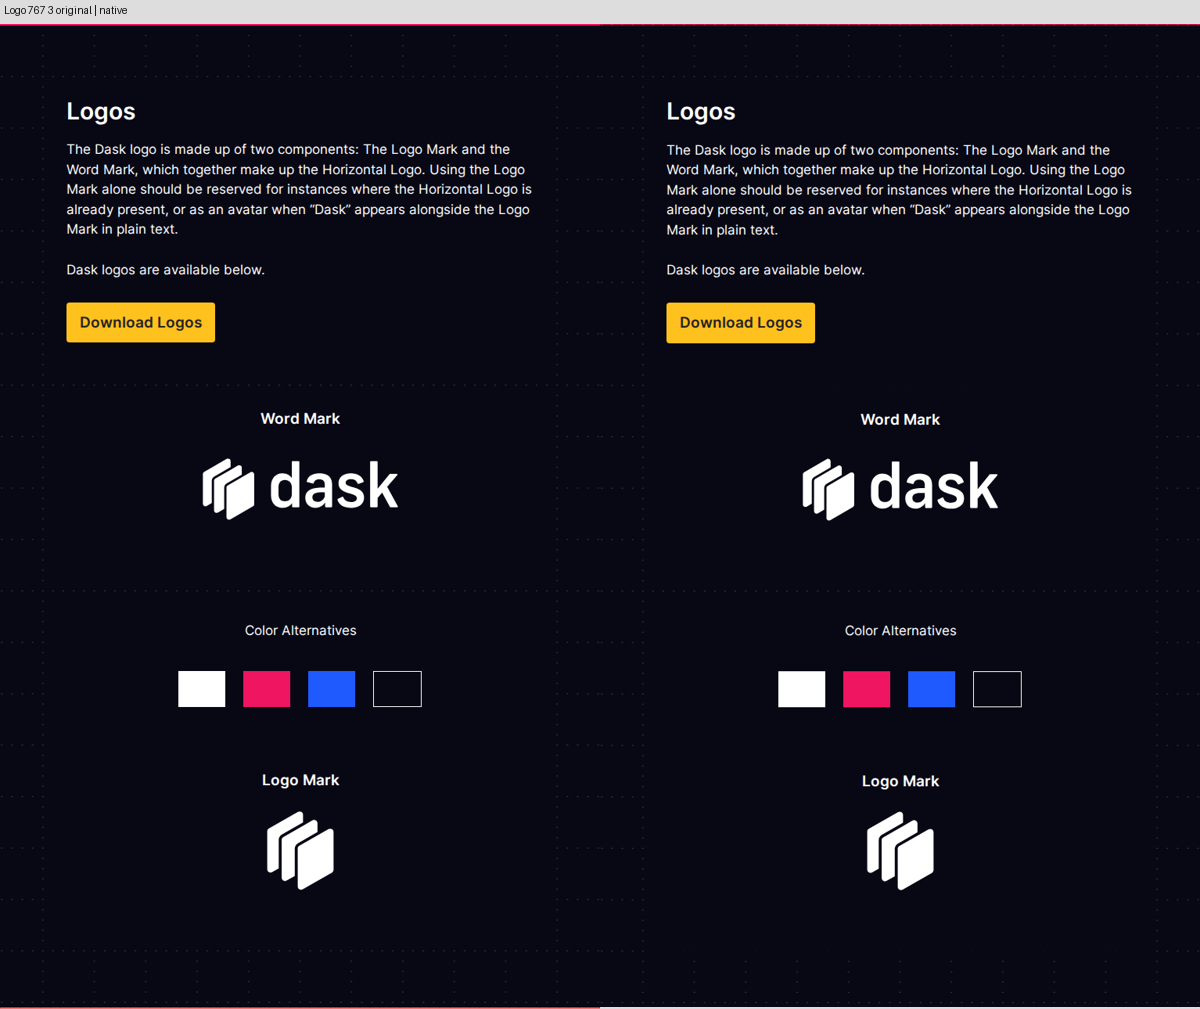 Logo 767 3 original | native
Logos
The Dask logo is made up of two components: The Logo Mark and the
Word Mark, which together make up the Horizontal Logo. Using the Logo
Mark alone should be reserved for instances where the Horizontal Logo is
already present, or as an avatar when “Dask” appears alongside the Logo
Mark in plain text.
Dask logos are available below.
Download Logos
Word Mark
dask
Color Alternatives
Logo Mark
Logos
The Dask logo is made up of two components: The Logo Mark and the
Word Mark, which together make up the Horizontal Logo. Using the Logo
Mark alone should be reserved for instances where the Horizontal Logo is
already present, or as an avatar when “Dask” appears alongside the Logo
Mark in plain text.
Dask logos are available below.
Download Logos
Word Mark
dask
Color Alternatives
Logo Mark